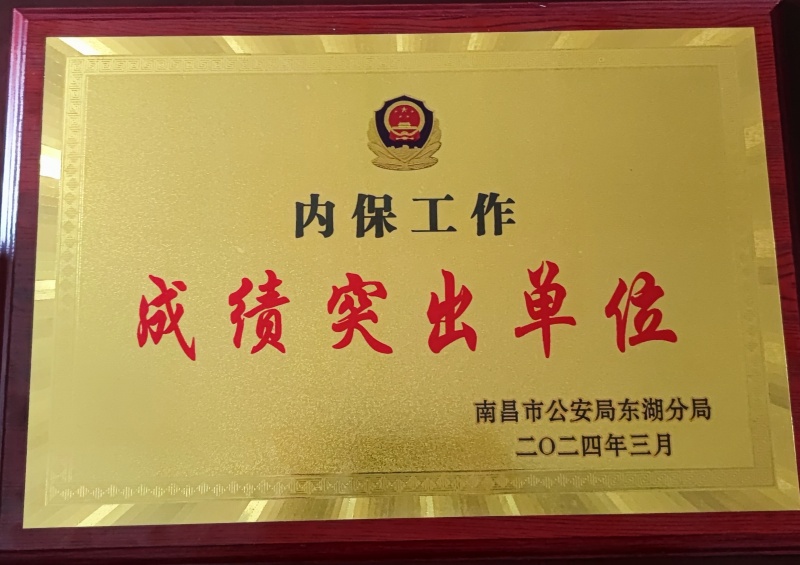 内保工作
成绩突出单位
南昌市公安局东湖分局
二〇二四年三月